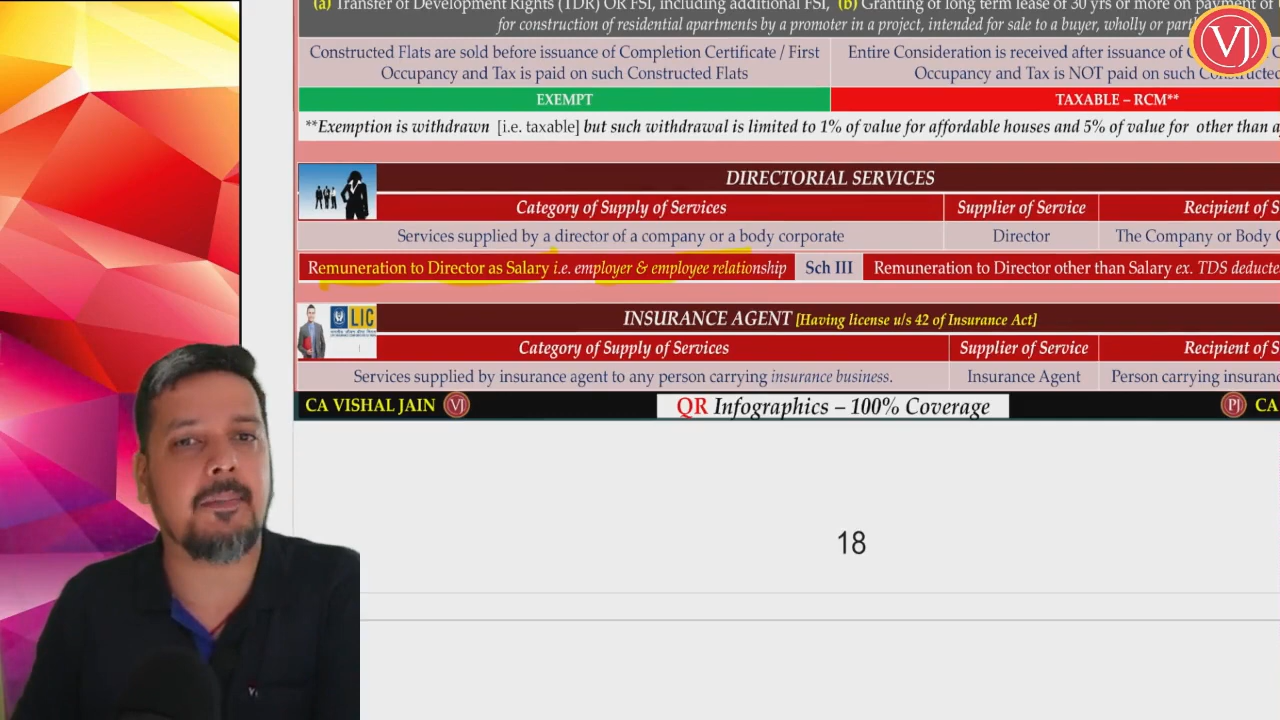 (a) Transfer of Development Rights (TDR) OR FSI, including additional FSI, (b) Granting of long term lease of 30 yrs or more on payment of
for construction of residential apartments by a promoter in a project, intended for sale to a buyer, wholly or
VJ
Constructed Flats are sold before issuance of Completion Certificate / First
Occupancy and Tax is paid on such Constructed Flats
Entire Consideration is received after issuance of
Occupancy and Tax is NOT paid on such Constructed
EXEMPT
TAXABLE – RCM**
**Exemption is withdrawn [i.e. taxable] but such withdrawal is limited to 1% of value for affordable houses and 5% of value for other than
DIRECTORIAL SERVICES
Category of Supply of Services Supplier of Service Recipient of S
Services supplied by a director of a company or a body corporate Director The Company or Body
Remuneration to Director as Salary i.e. employer & employee relationship Sch III Remuneration to Director other than Salary ex. TDS deducte
LIC
INSURANCE AGENT [Having license u/s 42 of Insurance Act]
Category of Supply of Services Supplier of Service Recipient of S
Services supplied by insurance agent to any person carrying insurance business. Insurance Agent Person carrying insuran
CA VISHAL JAIN VJ QR Infographics – 100% Coverage PJ CA
18